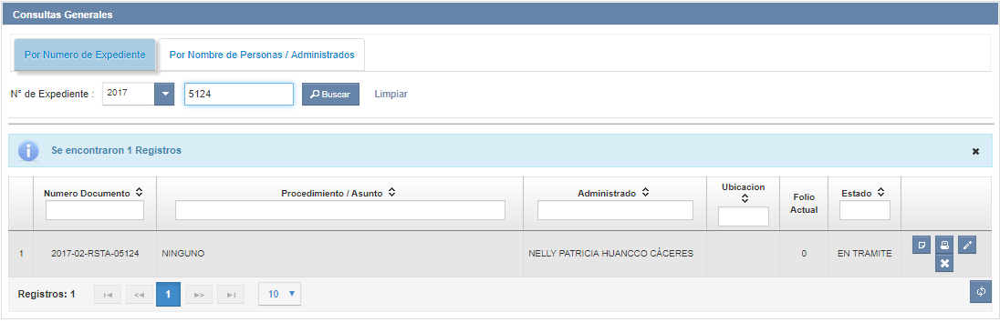 Consultas Generales
Por Numero de Expediente
Por Nombre de Personas / Administrados
N° de Expediente :
2017
5124
Buscar
Limpiar
Se encontraron 1 Registros
Numero Documento
Procedimiento / Asunto
Administrado
Ubicacion
Folio
Actual
Estado
1
2017-02-RSTA-05124
NINGUNO
NELLY PATRICIA HUANCCO CÁCERES
0
EN TRAMITE
Registros: 1
1
10